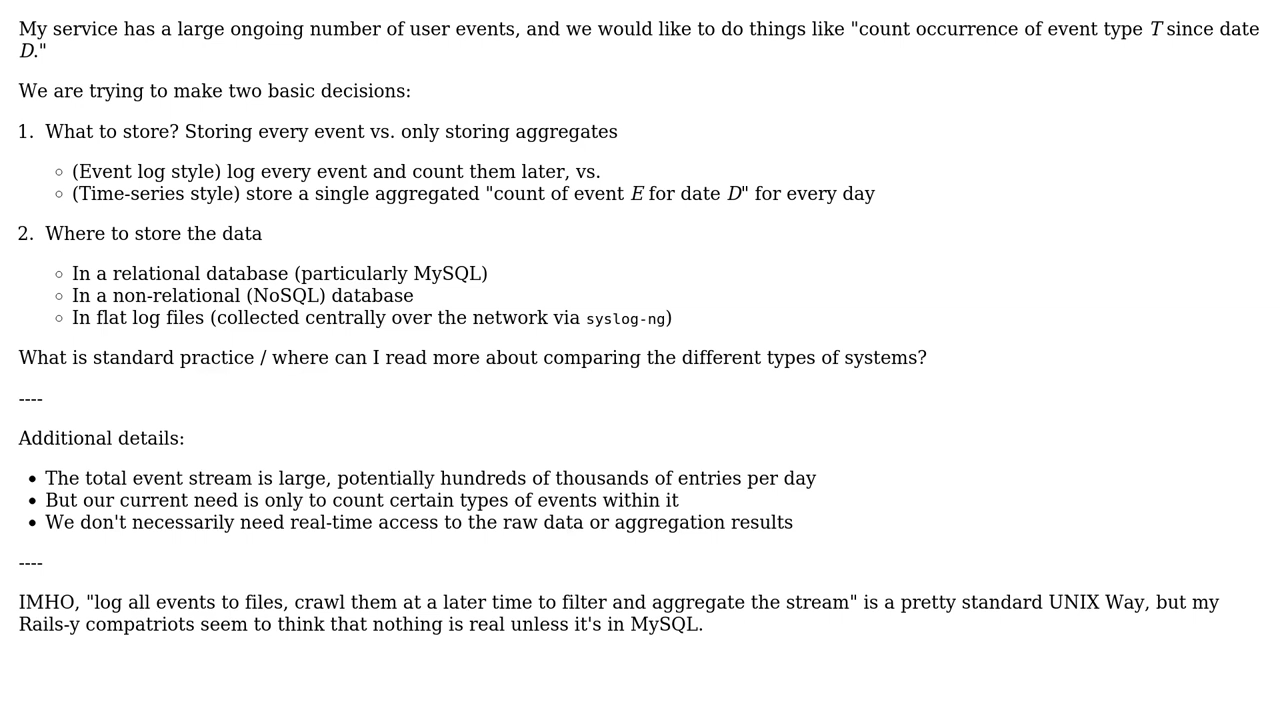 My service has a large ongoing number of user events, and we would like to do things like "count occurrence of event type T since date
D."
We are trying to make two basic decisions:
1. What to store? Storing every event vs. only storing aggregates
◦ (Event log style) log every event and count them later, vs.
◦ (Time-series style) store a single aggregated "count of event E for date D" for every day
2. Where to store the data
◦ In a relational database (particularly MySQL)
◦ In a non-relational (NoSQL) database
◦ In flat log files (collected centrally over the network via syslog-ng)
What is standard practice / where can I read more about comparing the different types of systems?
----
Additional details:
• The total event stream is large, potentially hundreds of thousands of entries per day
• But our current need is only to count certain types of events within it
• We don't necessarily need real-time access to the raw data or aggregation results
----
IMHO, "log all events to files, crawl them at a later time to filter and aggregate the stream" is a pretty standard UNIX Way, but my
Rails-y compatriots seem to think that nothing is real unless it's in MySQL.